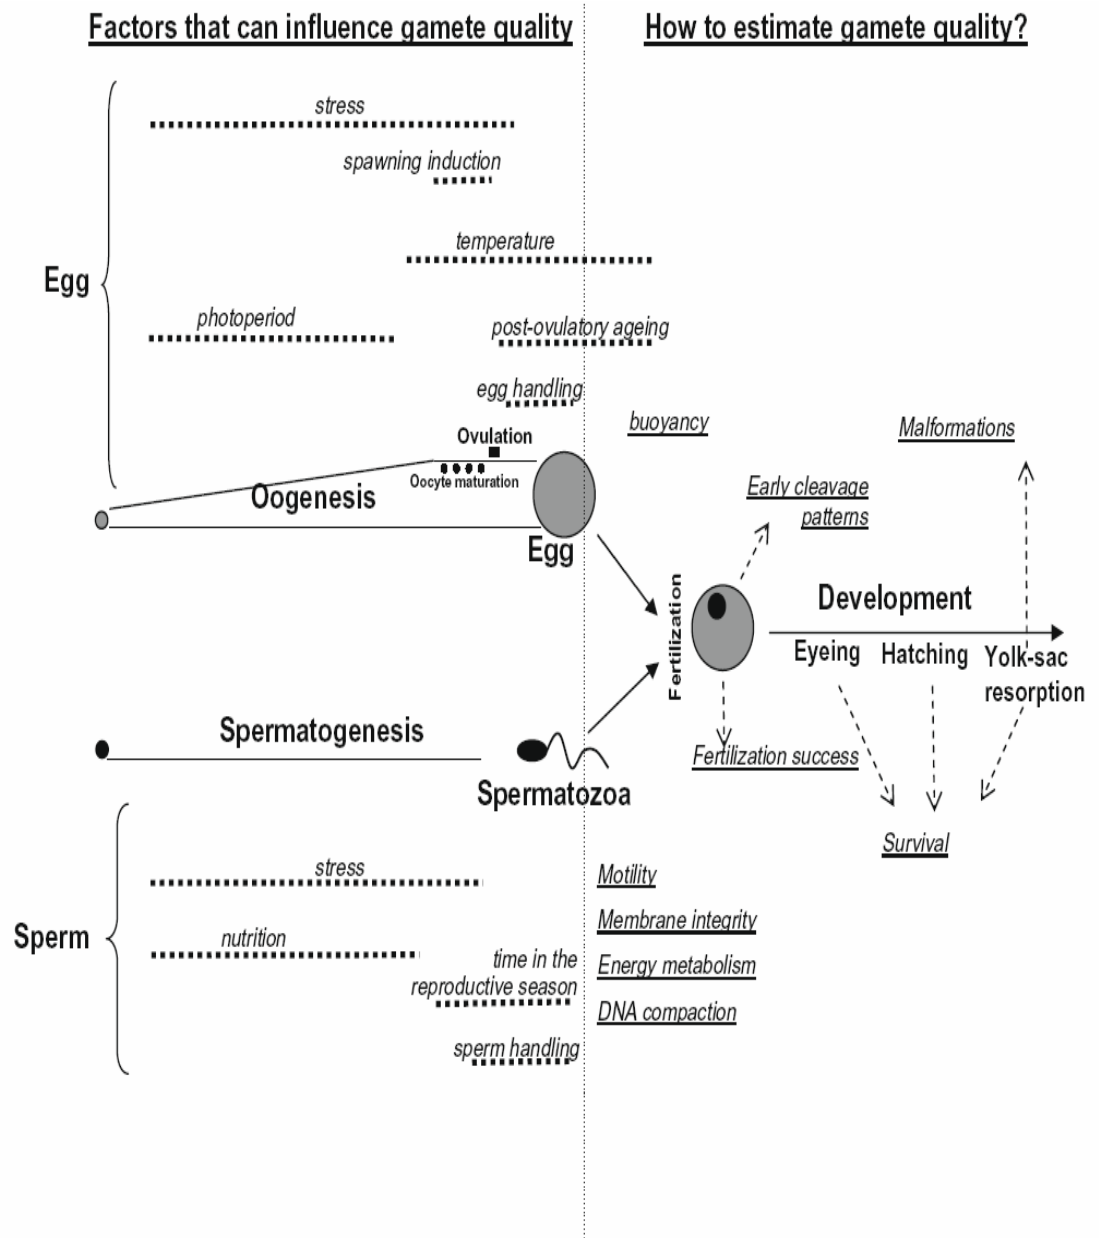 Factors that can influence gamete quality
How to estimate gamete quality?
stress
spawning induction
temperature
Egg
photoperiod
post-ovulatory ageing
egg handling
buoyancy
Malformations
Ovulation
Oocyte maturation
Oogenesis
Early cleavage
patterns
Egg
Fertilization
Development
Eyeing
Hatching
Yolk-sac
resorption
Spermatogenesis
Fertilization success
Spermatozoa
Survival
stress
Motility
Sperm
nutrition
Membrane integrity
time in the
reproductive season
Energy metabolism
DNA compaction
sperm handling